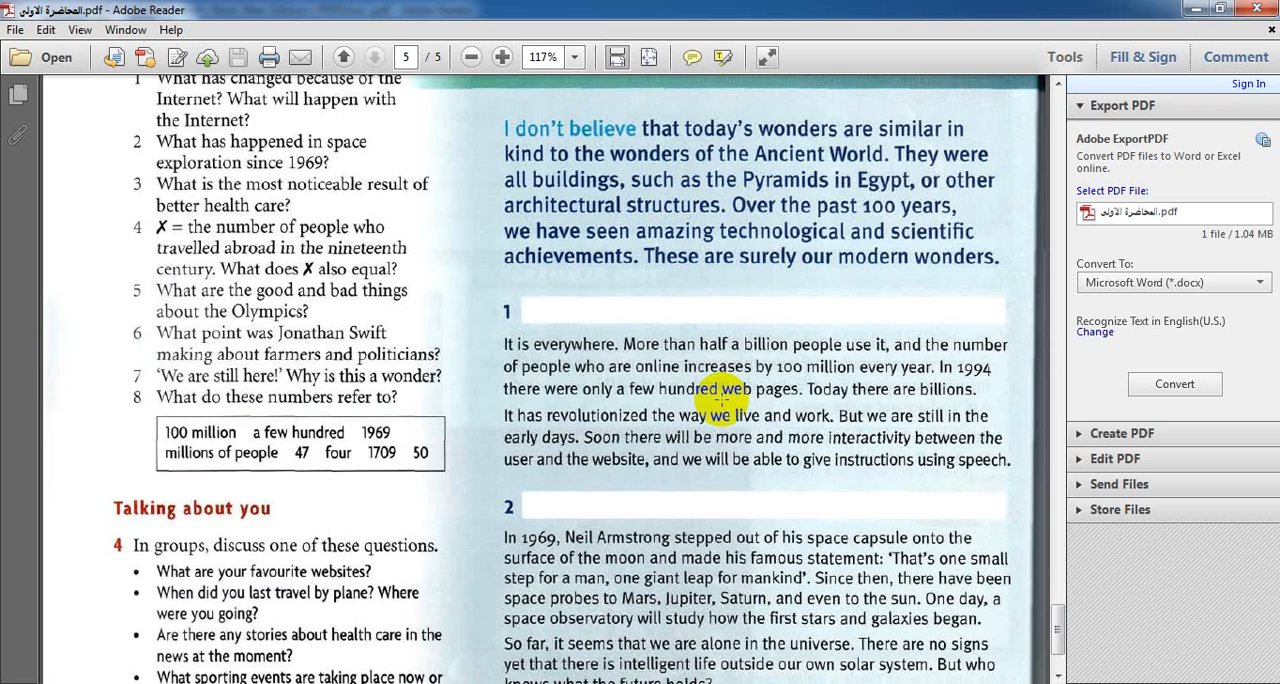 المحاضرة الاولى.pdf - Adobe Reader
File Edit View Window Help
Open 5 / 5 117% Tools Fill & Sign Comment
Sign In
1 What has changed because of the
Internet? What will happen with
the Internet?
2 What has happened in space
exploration since 1969?
3 What is the most noticeable result of
better health care?
4 ✗ = the number of people who
travelled abroad in the nineteenth
century. What does ✗ also equal?
5 What are the good and bad things
about the Olympics?
6 What point was Jonathan Swift
making about farmers and politicians?
7 'We are still here!' Why is this a wonder?
8 What do these numbers refer to?
100 million a few hundred 1969
millions of people 47 four 1709 50
Talking about you
4 In groups, discuss one of these questions.
• What are your favourite websites?
• When did you last travel by plane? Where
were you going?
• Are there any stories about health care in the
news at the moment?
• What sporting events are taking place now or
I don't believe that today's wonders are similar in
kind to the wonders of the Ancient World. They were
all buildings, such as the Pyramids in Egypt, or other
architectural structures. Over the past 100 years,
we have seen amazing technological and scientific
achievements. These are surely our modern wonders.
1
It is everywhere. More than half a billion people use it, and the number
of people who are online increases by 100 million every year. In 1994
there were only a few hundred web pages. Today there are billions.
It has revolutionized the way we live and work. But we are still in the
early days. Soon there will be more and more interactivity between the
user and the website, and we will be able to give instructions using speech.
2
In 1969, Neil Armstrong stepped out of his space capsule onto the
surface of the moon and made his famous statement: 'That's one small
step for a man, one giant leap for mankind'. Since then, there have been
space probes to Mars, Jupiter, Saturn, and even to the sun. One day, a
space observatory will study how the first stars and galaxies began.
So far, it seems that we are alone in the universe. There are no signs
yet that there is intelligent life outside our own solar system. But who
knows what the future holds?
Export PDF
Adobe ExportPDF
Convert PDF files to Word or Excel
online.
Select PDF File:
المحاضرة الاولى.pdf
1 file / 1.04 MB
Convert To:
Microsoft Word (*.docx)
Recognize Text in English(U.S.)
Change
Convert
Create PDF
Edit PDF
Send Files
Store Files